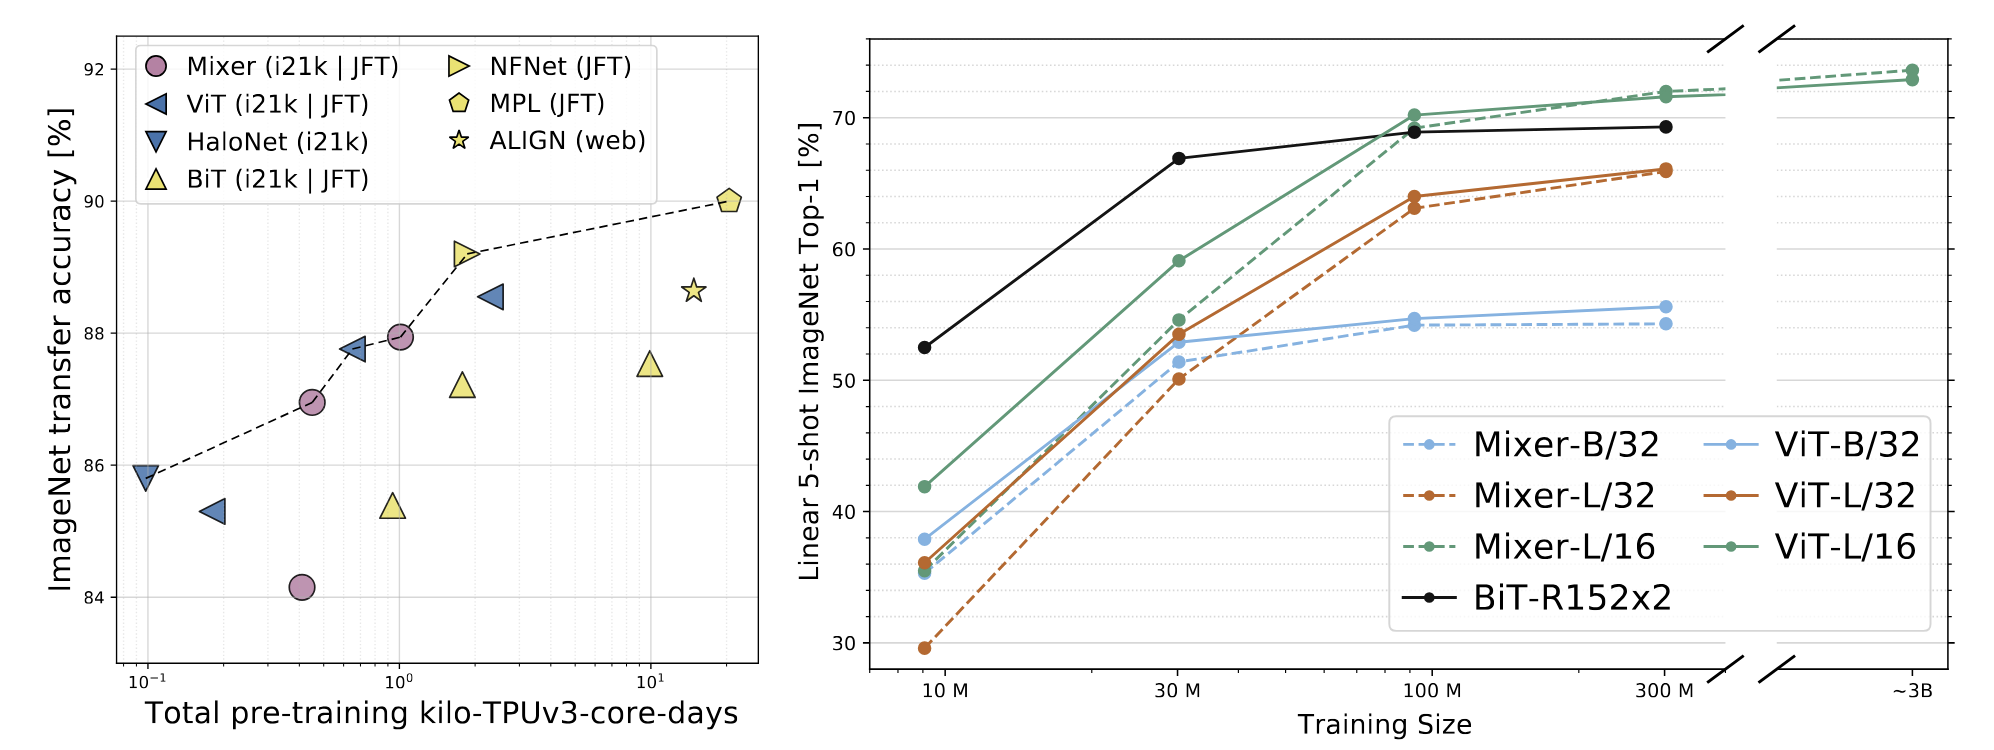 ImageNet transfer accuracy [%]
92
90
88
86
84
Mixer (i21k | JFT)
ViT (i21k | JFT)
HaloNet (i21k)
BiT (i21k | JFT)
NFNet (JFT)
MPL (JFT)
ALIGN (web)
10⁻¹
10⁰
10¹
Total pre-training kilo-TPUv3-core-days
Linear 5-shot ImageNet Top-1 [%]
70
60
50
40
30
Mixer-B/32
Mixer-L/32
Mixer-L/16
BiT-R152x2
ViT-B/32
ViT-L/32
ViT-L/16
10 M
30 M
100 M
300 M
~3B
Training Size